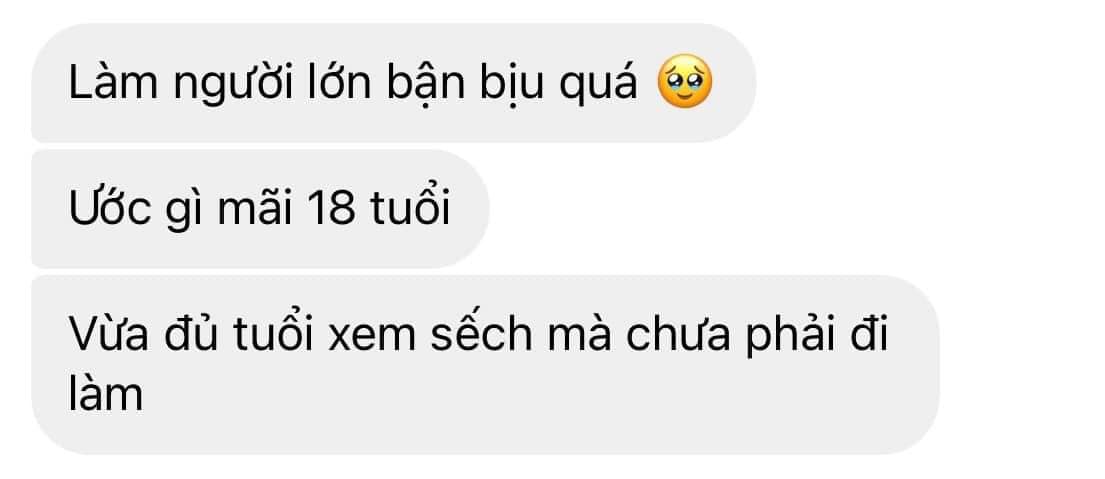 Làm người lớn bận bịu quá 🥹
Ước gì mãi 18 tuổi
Vừa đủ tuổi xem sếch mà chưa phải đi
làm